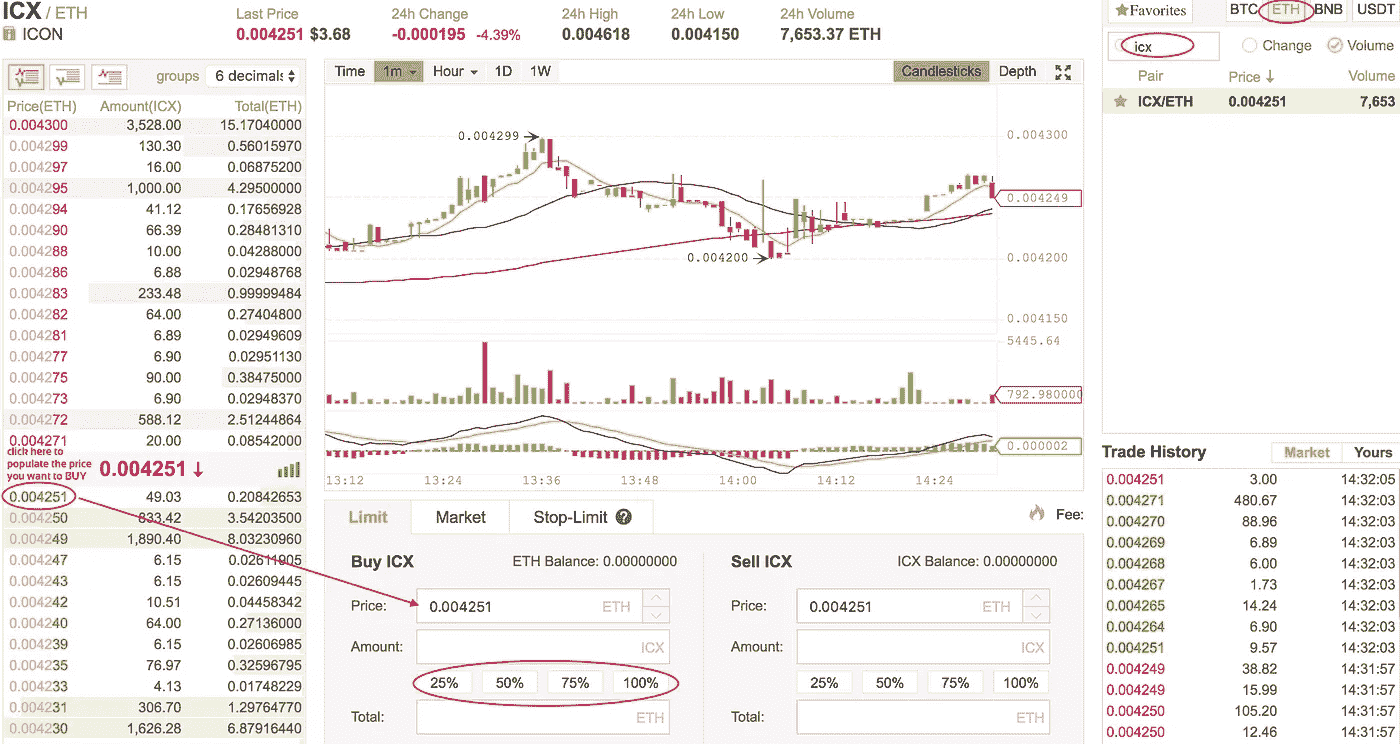 ICX / ETH
ICON
Last Price
0.004251 $3.68
24h Change
-0.000195 -4.39%
24h High
0.004618
24h Low
0.004150
24h Volume
7,653.37 ETH
groups 6 decimals
Price(ETH) Amount(ICX) Total(ETH)
0.004300 3,528.00 15.17040000
0.004299 130.30 0.56015970
0.004297 16.00 0.06875200
0.004295 1,000.00 4.29500000
0.004294 41.12 0.17656928
0.004290 66.39 0.28481310
0.004288 10.00 0.04288000
0.004286 6.88 0.02948768
0.004283 233.48 0.99999484
0.004282 64.00 0.27404800
0.004281 6.89 0.02949609
0.004277 6.90 0.02951130
0.004275 90.00 0.38475000
0.004273 6.90 0.02948370
0.004272 588.12 2.51244864
0.004271 20.00 0.08542000
click here to
populate the price
you want to BUY
0.004251 ↓
0.004251 49.03 0.20842653
0.004250 833.42 3.54203500
0.004249 1,890.40 8.03230960
0.004247 6.15 0.02611905
0.004243 6.15 0.02609445
0.004242 10.51 0.04458342
0.004240 64.00 0.27136000
0.004239 6.15 0.02606985
0.004235 76.97 0.32596795
0.004233 4.13 0.01748229
0.004231 306.70 1.29764770
0.004230 1,626.28 6.87916440
Time 1m Hour 1D 1W
Candlesticks Depth
0.004299
0.004200
0.004300
0.004249
0.004200
0.004150
5445.64
792.980000
0.000002
13:12 13:24 13:36 13:48 14:00 14:12 14:24
Limit Market Stop-Limit ?
Fee:
Buy ICX ETH Balance: 0.00000000
Price: 0.004251 ETH
Amount: ICX
25% 50% 75% 100%
Total: ETH
Sell ICX ICX Balance: 0.00000000
Price: 0.004251 ETH
Amount: ICX
25% 50% 75% 100%
Total: ETH
Favorites BTC ETH BNB USDT
icx Change Volume
Pair Price ↓ Volume
ICX/ETH 0.004251 7,653
Trade History Market Yours
0.004251 3.00 14:32:05
0.004271 480.67 14:32:03
0.004270 88.96 14:32:03
0.004269 6.89 14:32:03
0.004268 6.00 14:32:03
0.004267 1.73 14:32:03
0.004265 14.24 14:32:03
0.004264 6.90 14:32:03
0.004251 9.57 14:32:03
0.004249 38.82 14:31:57
0.004249 15.99 14:31:57
0.004250 105.20 14:31:57
0.004250 12.46 14:31:57